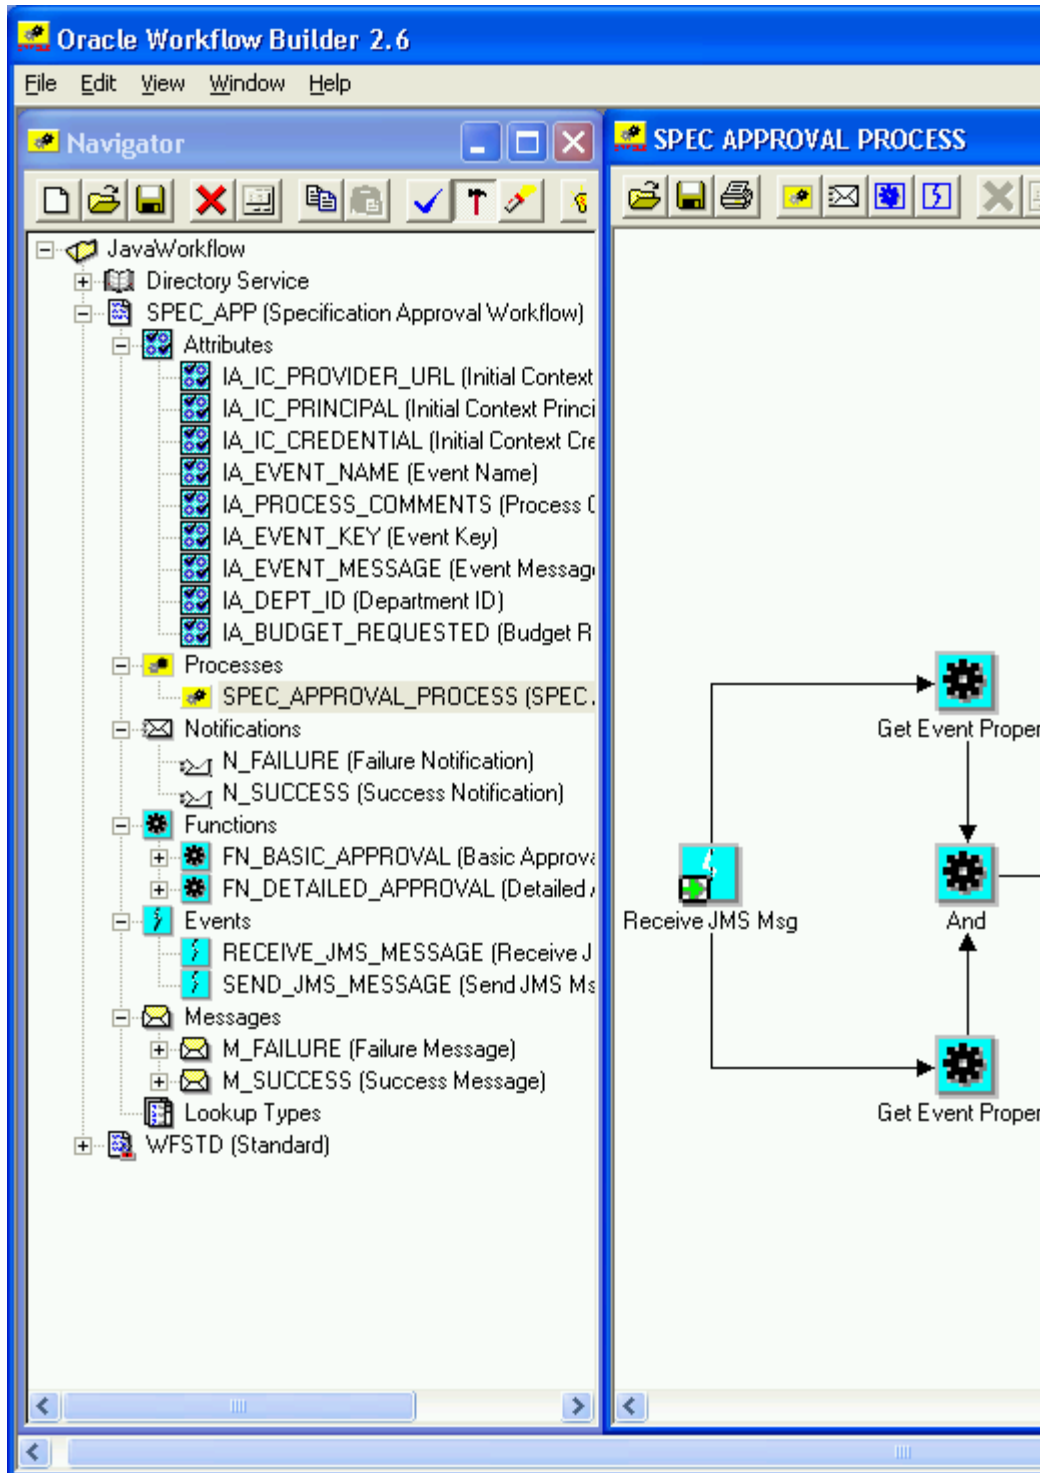 Oracle Workflow Builder 2.6
File Edit View Window Help
Navigator
JavaWorkflow
Directory Service
SPEC_APP (Specification Approval Workflow)
Attributes
IA_IC_PROVIDER_URL (Initial Context
IA_IC_PRINCIPAL (Initial Context Princi
IA_IC_CREDENTIAL (Initial Context Cre
IA_EVENT_NAME (Event Name)
IA_PROCESS_COMMENTS (Process C
IA_EVENT_KEY (Event Key)
IA_EVENT_MESSAGE (Event Messag
IA_DEPT_ID (Department ID)
IA_BUDGET_REQUESTED (Budget R
Processes
SPEC_APPROVAL_PROCESS (SPEC
Notifications
N_FAILURE (Failure Notification)
N_SUCCESS (Success Notification)
Functions
FN_BASIC_APPROVAL (Basic Approva
FN_DETAILED_APPROVAL (Detailed
Events
RECEIVE_JMS_MESSAGE (Receive J
SEND_JMS_MESSAGE (Send JMS Ms
Messages
M_FAILURE (Failure Message)
M_SUCCESS (Success Message)
Lookup Types
WFSTD (Standard)
SPEC APPROVAL PROCESS
Get Event Proper
Receive JMS Msg
And
Get Event Proper